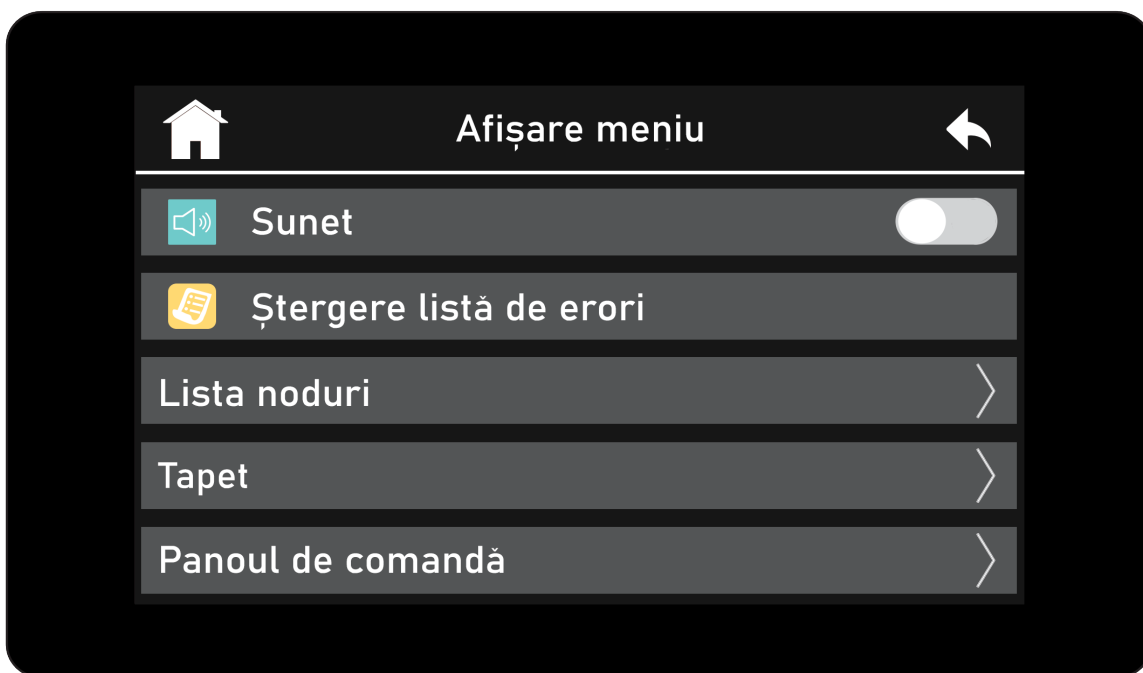 Afișare meniu
Sunet
Ștergere listă de erori
Lista noduri
Tapet
Panoul de comandă